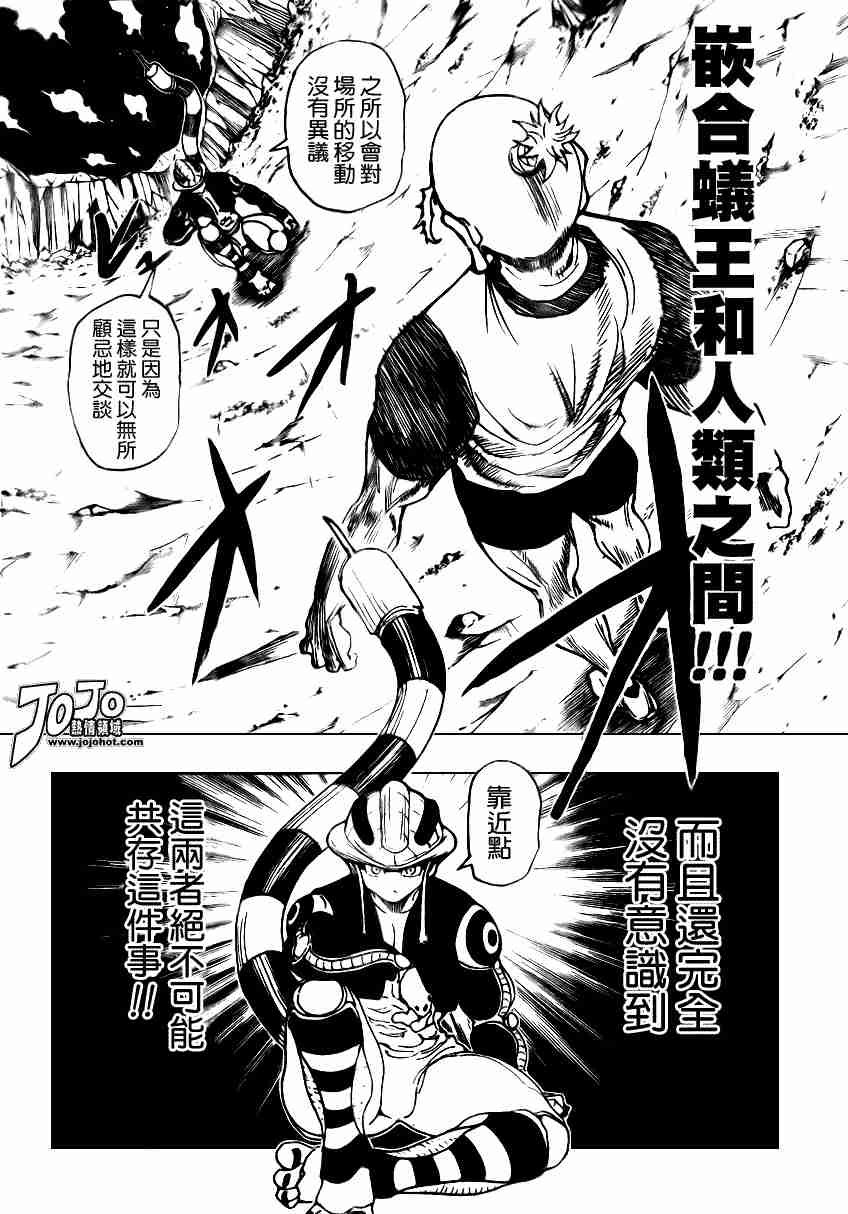 嵌合蟻王和人類之間!!!
之所以會對
場所的移動
沒有異議
只是因為
這樣就可以無所
顧忌地交談
JOJO
熱情領域
www.jojohot.com
而且還完全
沒有意識到
靠近點
這兩者絕不可能
共存這件事!!